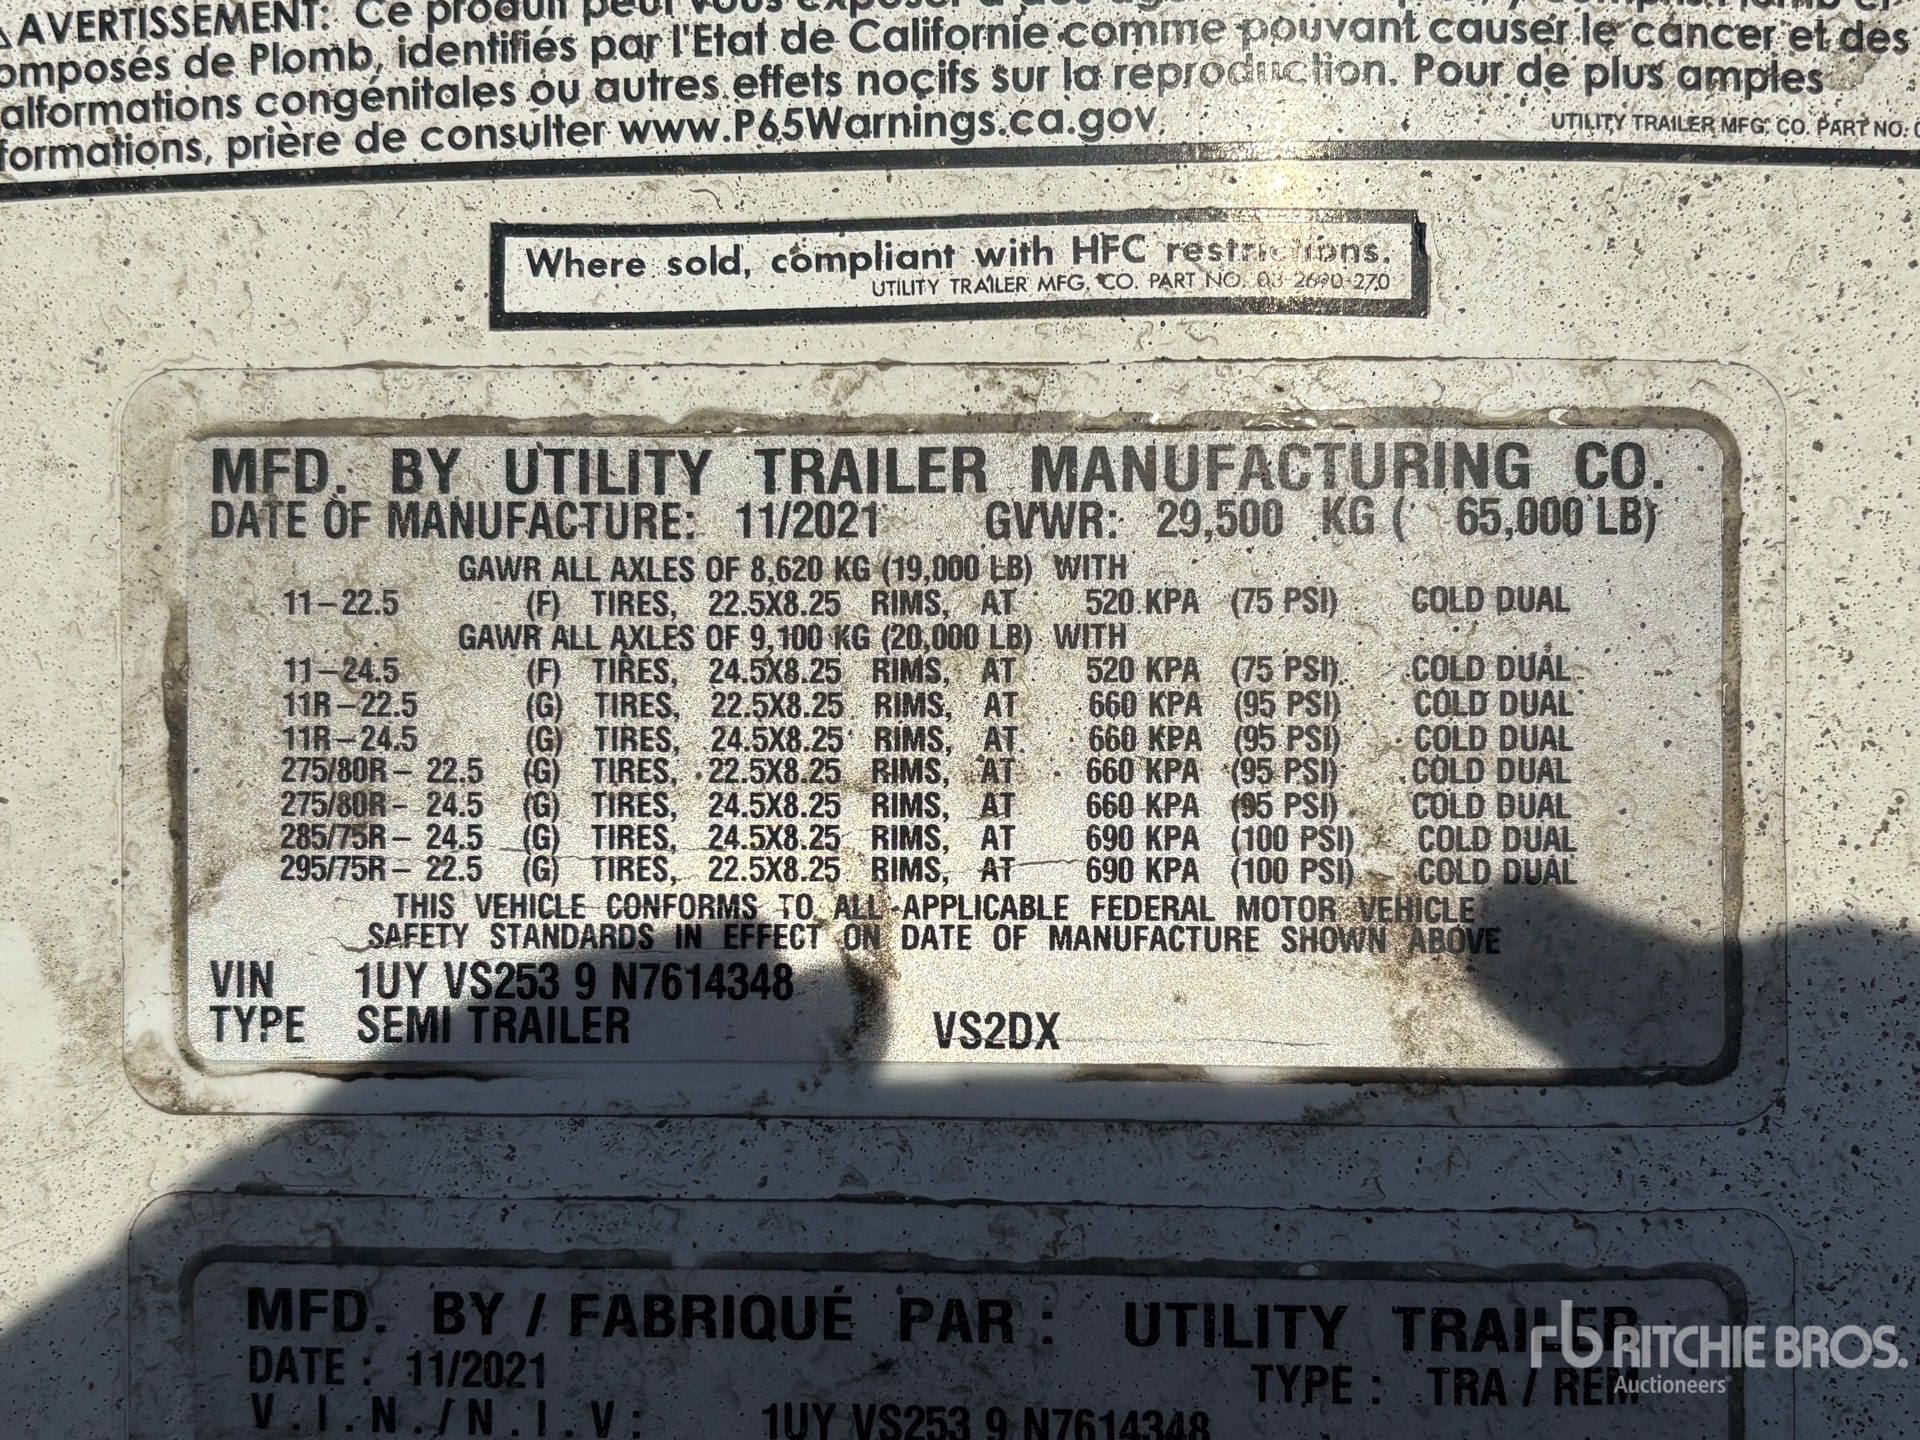 ⚠AVERTISSEMENT: Ce produit peut vous exposer à des
omposés de Plomb, identifiés par l'Etat de Californie comme pouvant causer le cancer et des
alformations congénitales ou autres effets nocifs sur la reproduction. Pour de plus amples
formations, prière de consulter www.P65Warnings.ca.gov.
UTILITY TRAILER MFG. CO. PART NO.
Where sold, compliant with HFC restrictions.
UTILITY TRAILER MFG. CO. PART NO. 03-2690-270
MFD. BY UTILITY TRAILER MANUFACTURING CO.
DATE OF MANUFACTURE: 11/2021 GVWR: 29,500 KG ( 65,000 LB)
GAWR ALL AXLES OF 8,620 KG (19,000 LB) WITH
11-22.5 (F) TIRES, 22.5X8.25 RIMS, AT 520 KPA (75 PSI) COLD DUAL
GAWR ALL AXLES OF 9,100 KG (20,000 LB) WITH
11-24.5 (F) TIRES, 24.5X8.25 RIMS, AT 520 KPA (75 PSI) COLD DUAL
11R-22.5 (G) TIRES, 22.5X8.25 RIMS, AT 660 KPA (95 PSI) COLD DUAL
11R-24.5 (G) TIRES, 24.5X8.25 RIMS, AT 660 KPA (95 PSI) COLD DUAL
275/80R- 22.5 (G) TIRES, 22.5X8.25 RIMS, AT 660 KPA (95 PSI) COLD DUAL
275/80R- 24.5 (G) TIRES, 24.5X8.25 RIMS, AT 660 KPA (95 PSI) COLD DUAL
285/75R- 24.5 (G) TIRES, 24.5X8.25 RIMS, AT 690 KPA (100 PSI) COLD DUAL
295/75R- 22.5 (G) TIRES, 22.5X8.25 RIMS, AT 690 KPA (100 PSI) COLD DUAL
THIS VEHICLE CONFORMS TO ALL APPLICABLE FEDERAL MOTOR VEHICLE
SAFETY STANDARDS IN EFFECT ON DATE OF MANUFACTURE SHOWN ABOVE
VIN 1UY VS253 9 N7614348
TYPE SEMI TRAILER VS2DX
MFD. BY / FABRIQUÉ PAR : UTILITY TRAILER
DATE : 11/2021 TYPE : TRA / REM
V.I.N./N.I.V: 1UY VS253 9 N7614348
rb RITCHIE BROS.
Auctioneers